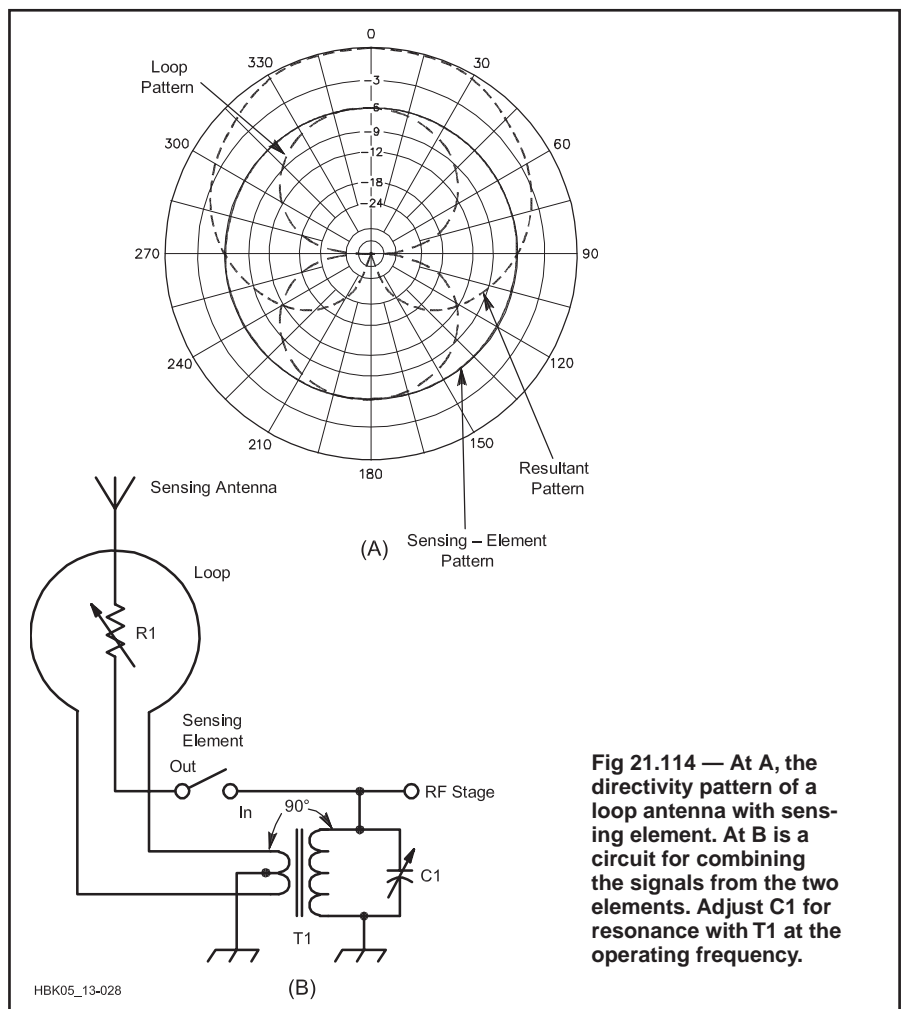 0
330
30
Loop
Pattern
–3
–6
–9
–12
–18
–24
300
60
270
90
240
120
210
150
180
Resultant
Pattern
Sensing – Element
Pattern
(A)
Sensing Antenna
Loop
R1
Sensing
Element
Out
In
RF Stage
90°
C1
T1
(B)
HBK05_13-028
Fig 21.114 — At A, the
directivity pattern of a
loop antenna with sens-
ing element. At B is a
circuit for combining
the signals from the two
elements. Adjust C1 for
resonance with T1 at the
operating frequency.